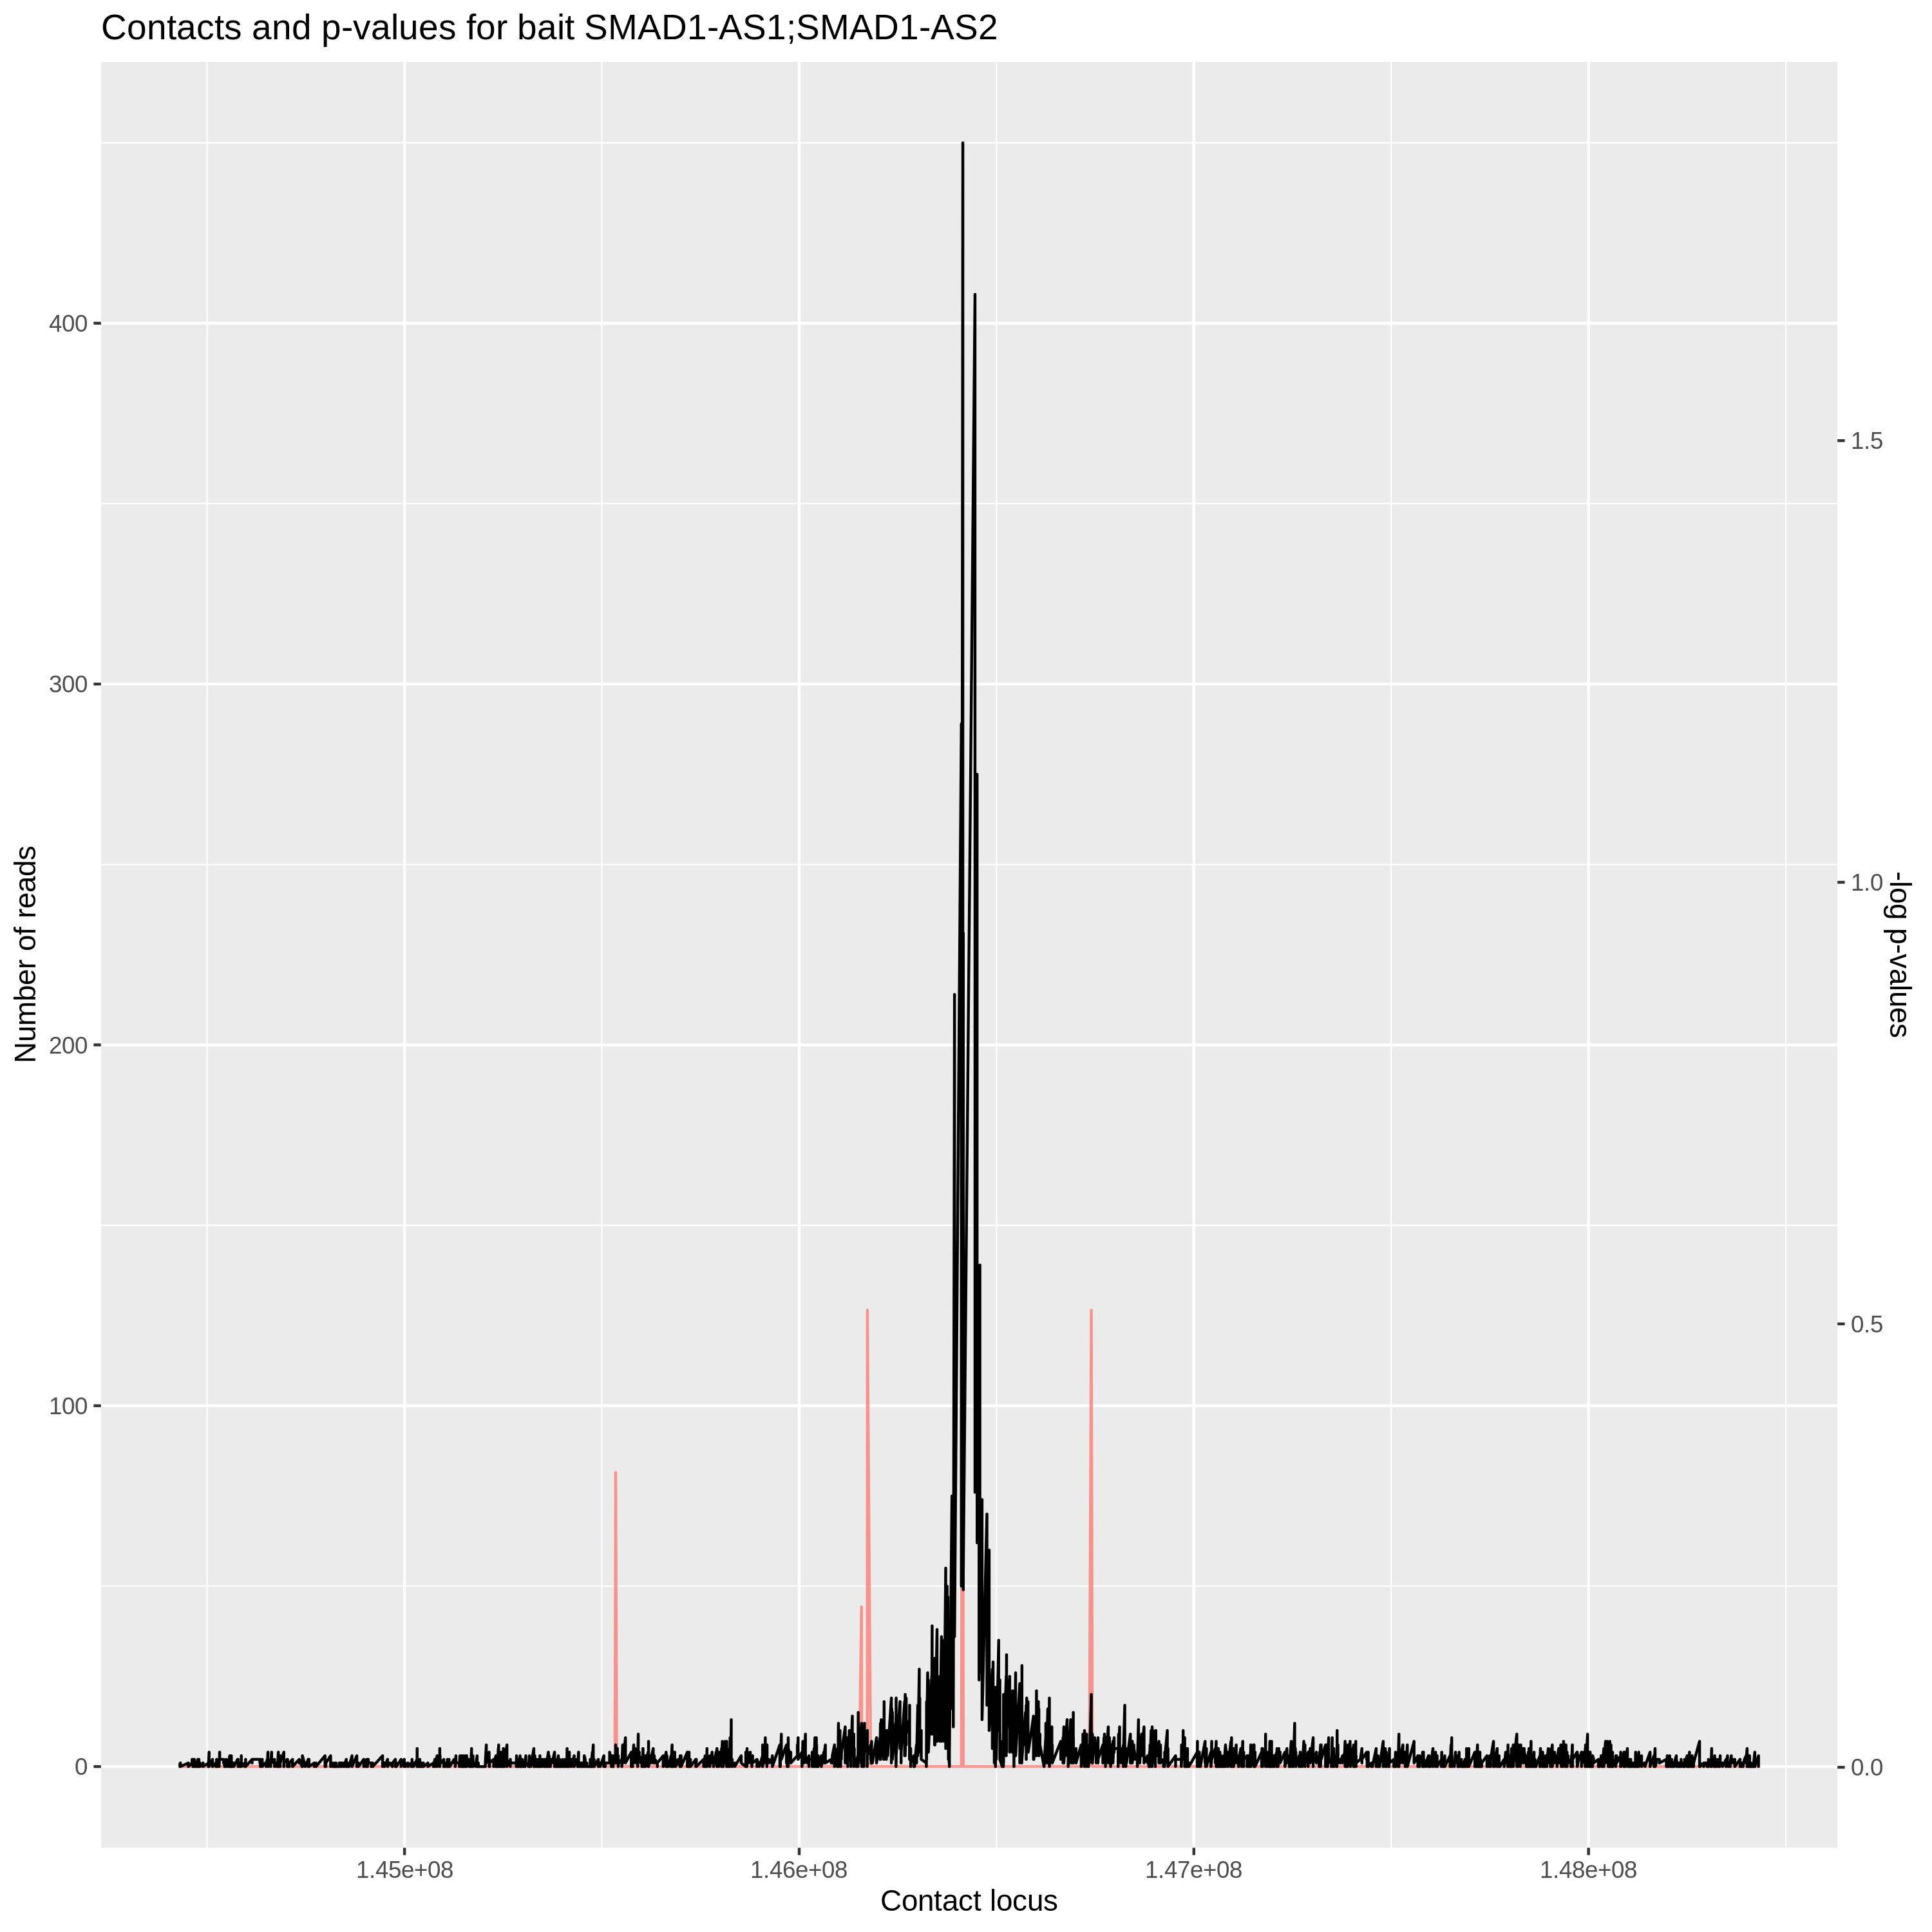 Contacts and p-values for bait SMAD1-AS1;SMAD1-AS2
400
300
200
100
0
Number of reads
1.5
1.0
0.5
0.0
-log p-values
1.45e+08
1.46e+08
1.47e+08
1.48e+08
Contact locus